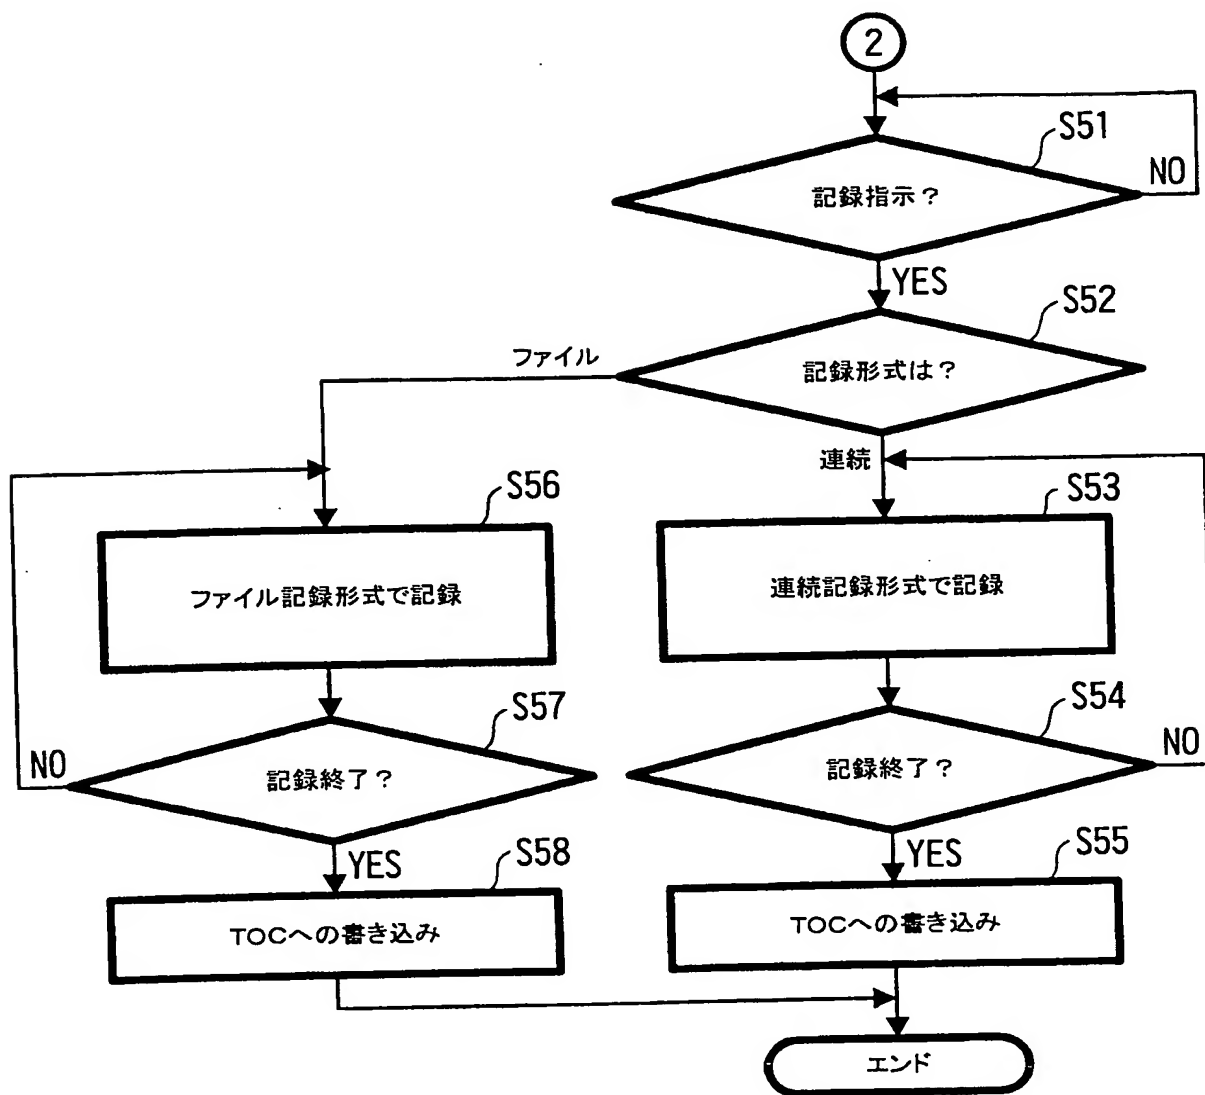 2
S51
記録指示？
NO
YES
S52
記録形式は？
ファイル
連続
S56
ファイル記録形式で記録
S53
連続記録形式で記録
S57
記録終了？
NO
YES
S54
記録終了？
NO
YES
S58
TOCへの書き込み
S55
TOCへの書き込み
エンド